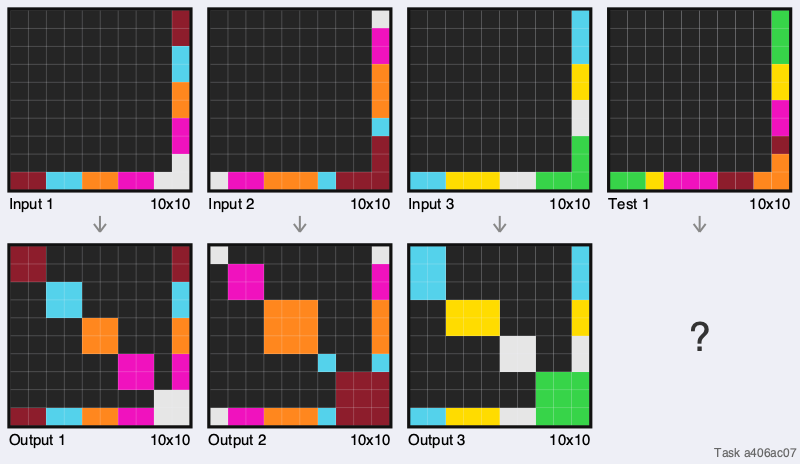 Input 1 10x10 Input 2 10x10 Input 3 10x10 Test 1 10x10
?
Output 1 10x10 Output 2 10x10 Output 3 10x10
Task a406ac07